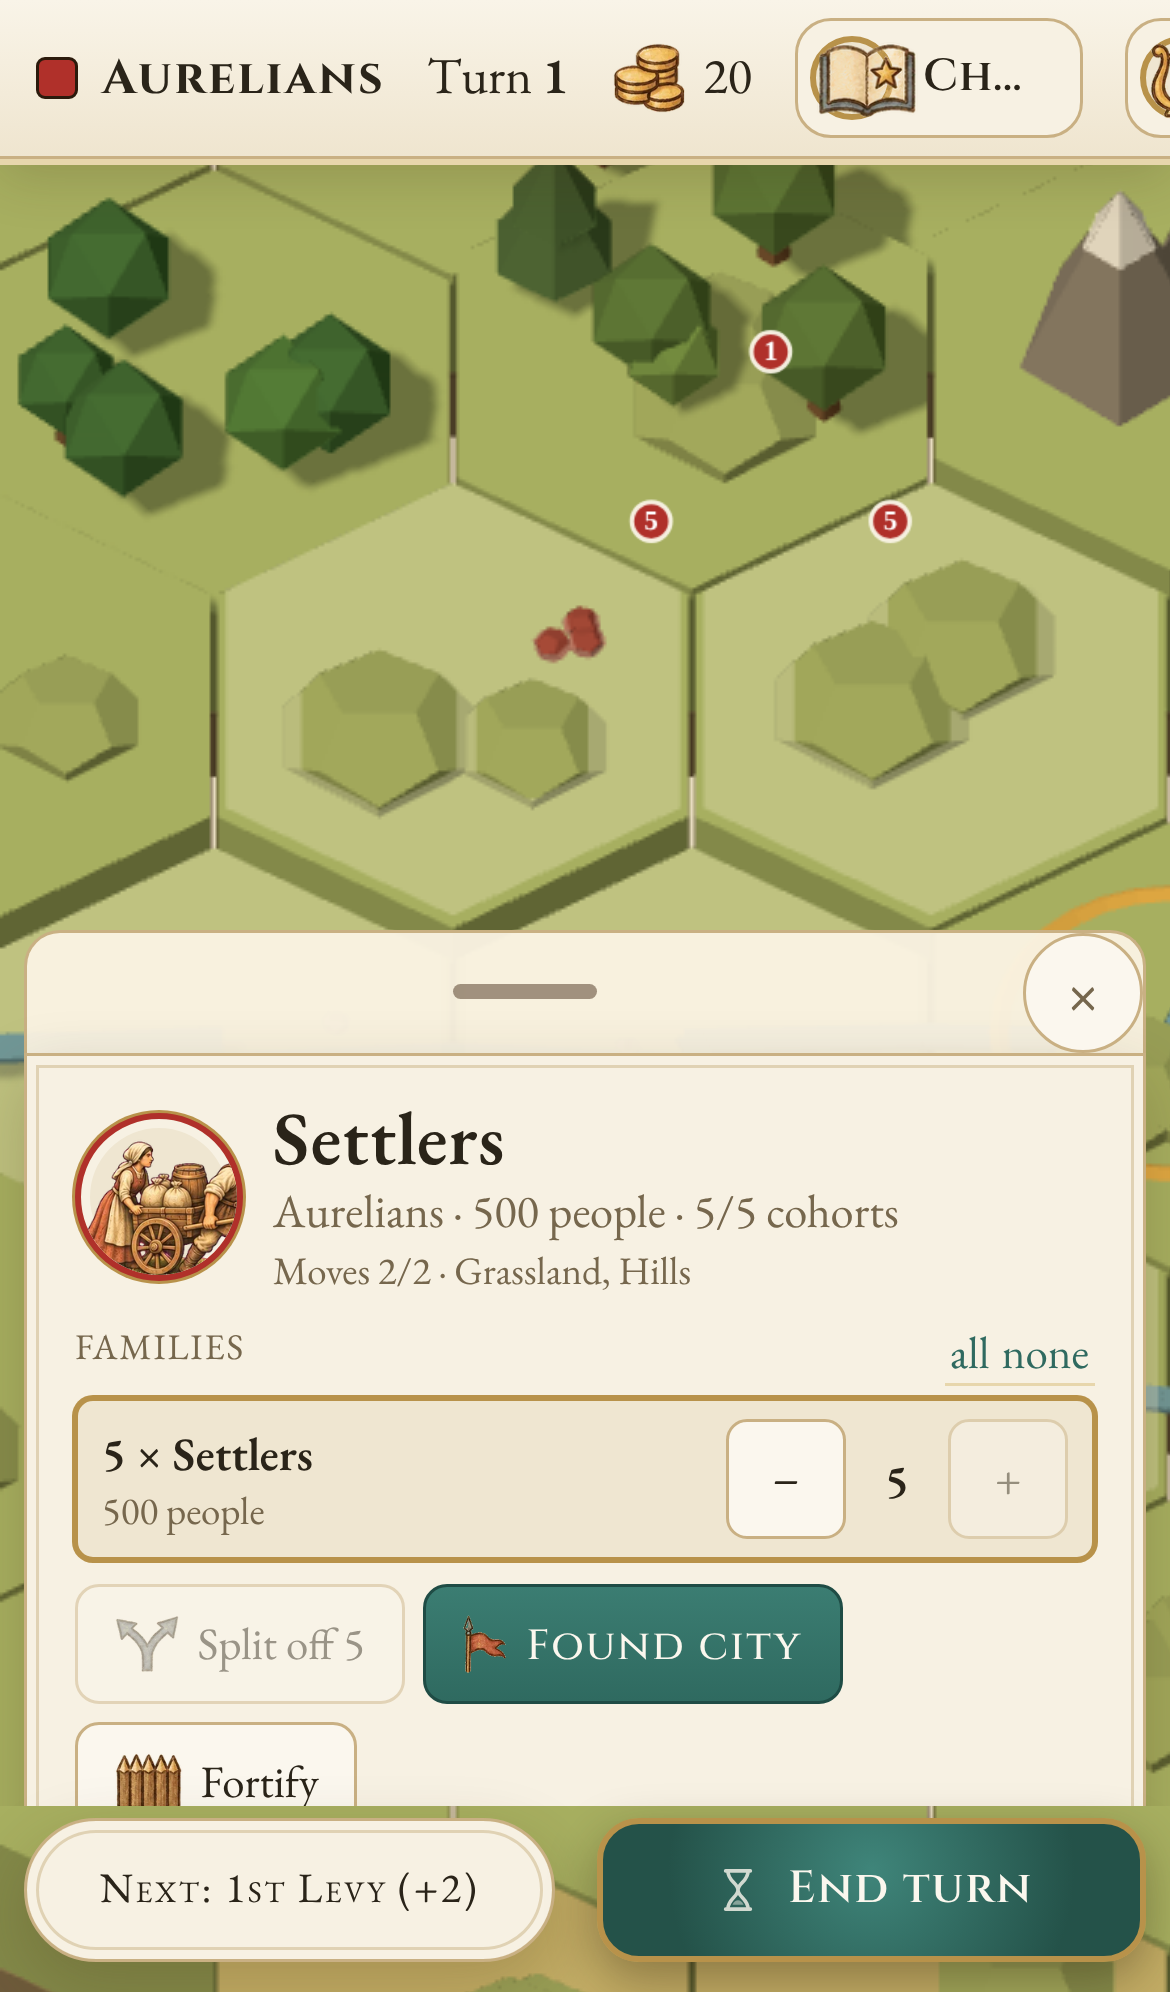 AURELIANS Turn 1 20 CH...
1
5 5
×
Settlers
Aurelians · 500 people · 5/5 cohorts
Moves 2/2 · Grassland, Hills
FAMILIES all none
5 × Settlers
500 people
− 5 +
Split off 5 FOUND CITY
Fortify
NEXT: 1ST LEVY (+2) END TURN